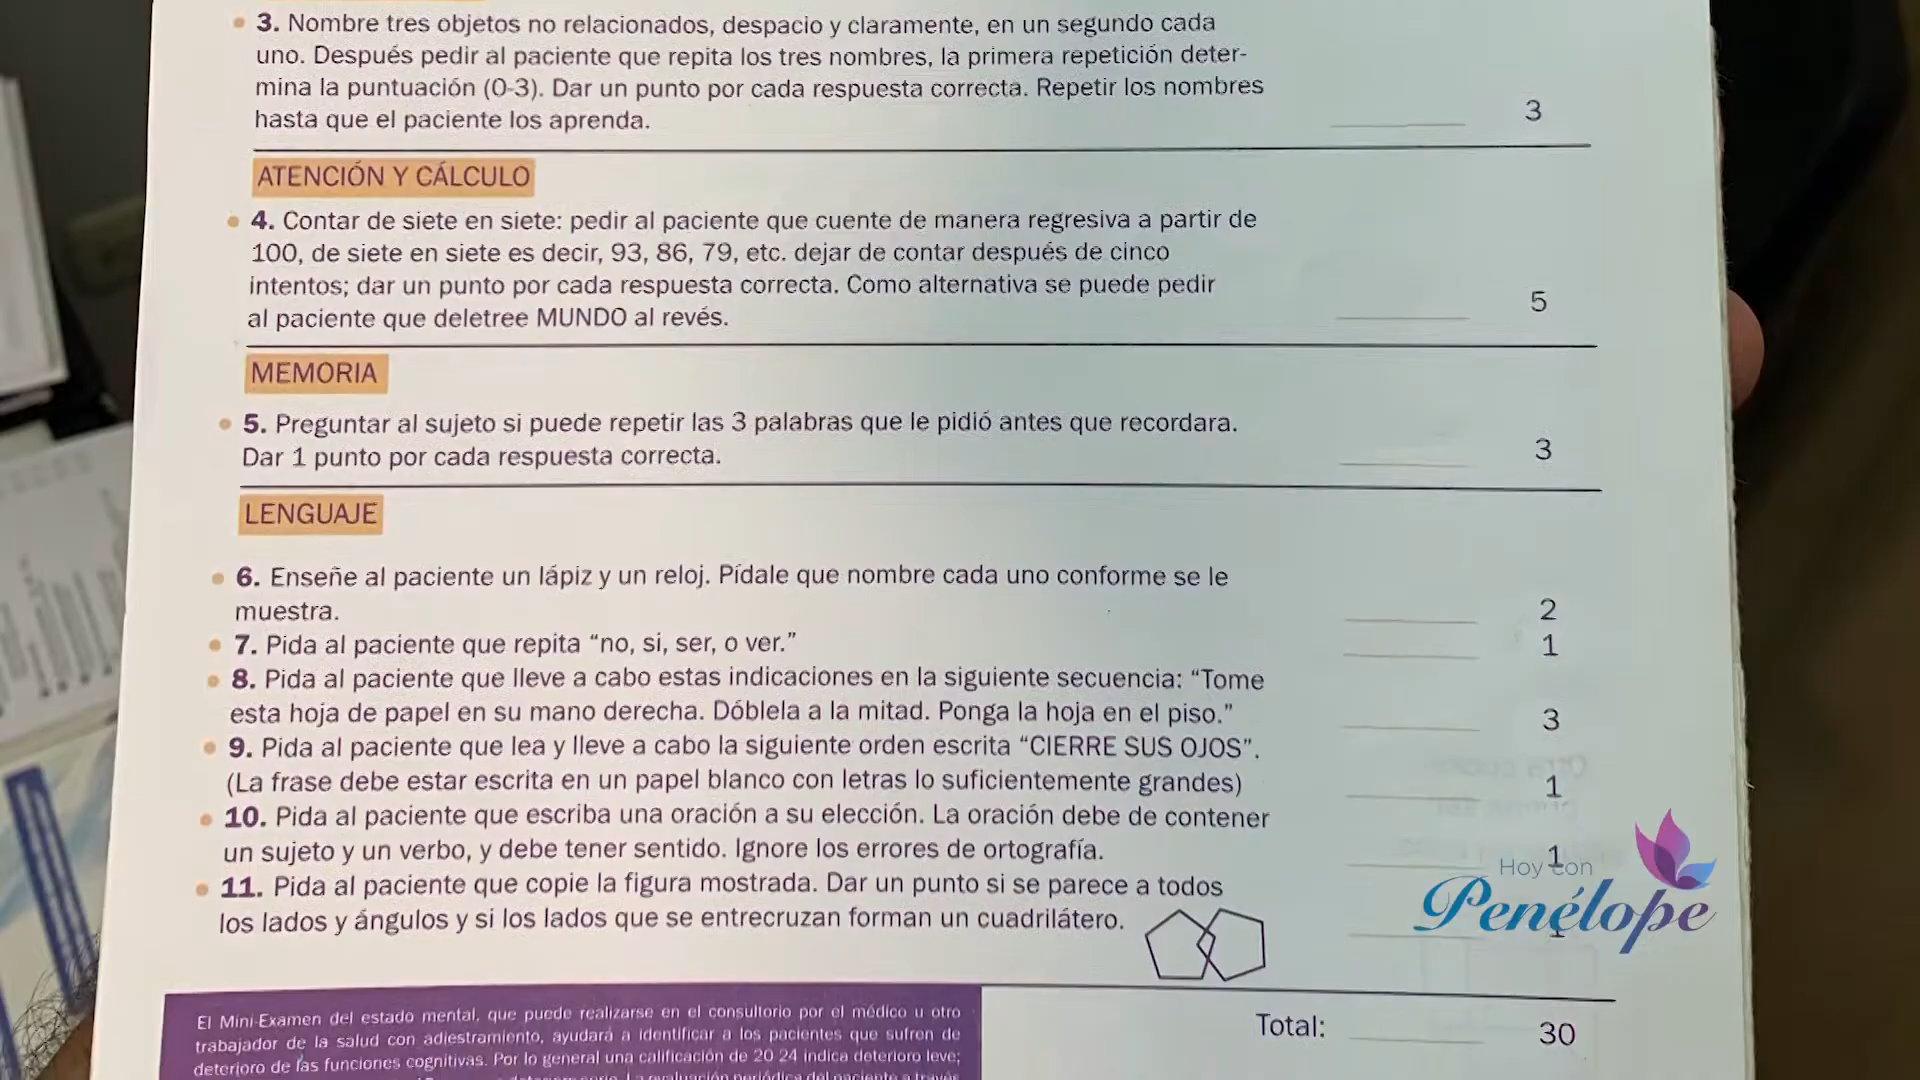 3. Nombre tres objetos no relacionados, despacio y claramente, en un segundo cada
uno. Después pedir al paciente que repita los tres nombres, la primera repetición deter-
mina la puntuación (0-3). Dar un punto por cada respuesta correcta. Repetir los nombres
hasta que el paciente los aprenda.
3
ATENCIÓN Y CÁLCULO
4. Contar de siete en siete: pedir al paciente que cuente de manera regresiva a partir de
100, de siete en siete es decir, 93, 86, 79, etc. dejar de contar después de cinco
intentos; dar un punto por cada respuesta correcta. Como alternativa se puede pedir
al paciente que deletree MUNDO al revés.
5
MEMORIA
5. Preguntar al sujeto si puede repetir las 3 palabras que le pidió antes que recordara.
Dar 1 punto por cada respuesta correcta.
3
LENGUAJE
6. Enseñe al paciente un lápiz y un reloj. Pídale que nombre cada uno conforme se le
muestra.
2
7. Pida al paciente que repita “no, si, ser, o ver.”
1
8. Pida al paciente que lleve a cabo estas indicaciones en la siguiente secuencia: “Tome
esta hoja de papel en su mano derecha. Dóblela a la mitad. Ponga la hoja en el piso.”
3
9. Pida al paciente que lea y lleve a cabo la siguiente orden escrita “CIERRE SUS OJOS”.
(La frase debe estar escrita en un papel blanco con letras lo suficientemente grandes)
1
10. Pida al paciente que escriba una oración a su elección. La oración debe de contener
un sujeto y un verbo, y debe tener sentido. Ignore los errores de ortografía.
1
11. Pida al paciente que copie la figura mostrada. Dar un punto si se parece a todos
los lados y ángulos y si los lados que se entrecruzan forman un cuadrilátero.
Hoy con
Penélope
Total:
30
El Mini-Examen del estado mental, que puede realizarse en el consultorio por el médico u otro
trabajador de la salud con adiestramiento, ayudará a identificar a los pacientes que sufren de
deterioro de las funciones cognitivas. Por lo general una calificación de 20 24 indica deterioro leve;